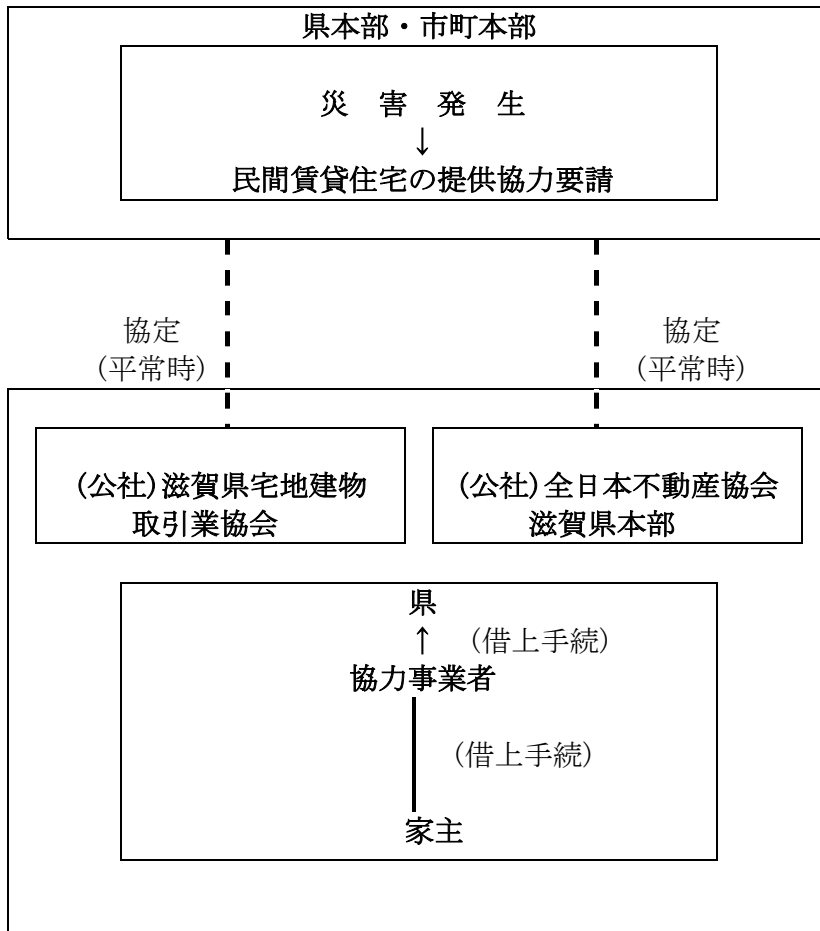 県本部・市町本部
災　害　発　生
↓
民間賃貸住宅の提供協力要請
協定
(平常時)
協定
(平常時)
(公社)滋賀県宅地建物
取引業協会
(公社)全日本不動産協会
滋賀県本部
県
↑　(借上手続)
協力事業者
(借上手続)
家主